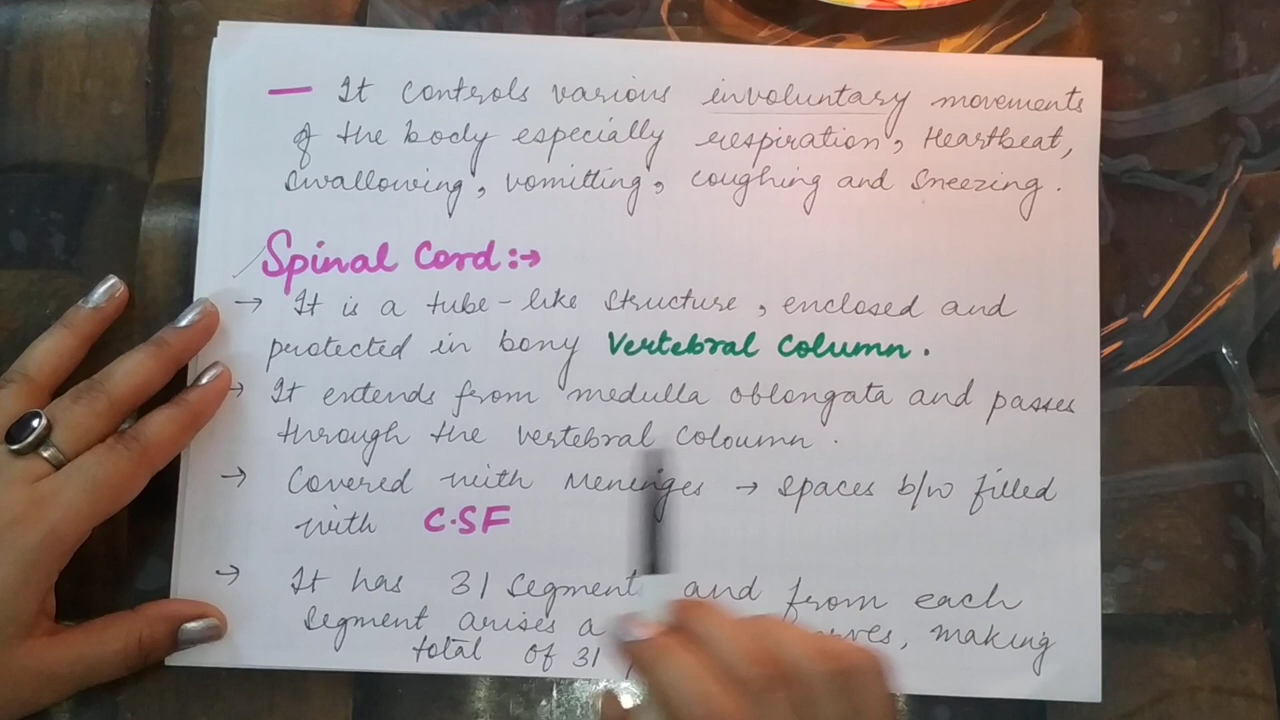 — It controls various involuntary movements
of the body especially respiration, Heartbeat,
Swallowing, vomitting, coughing and Sneezing.
Spinal Cord:→
→ It is a tube-like structure, enclosed and
protected in bony Vertebral Column.
→ It extends from medulla oblongata and passes
through the vertebral coloumn.
→ Covered with Meninges → spaces b/w filled
with C.SF
→ It has 31 segment and from each
segment arises a making
total of 31